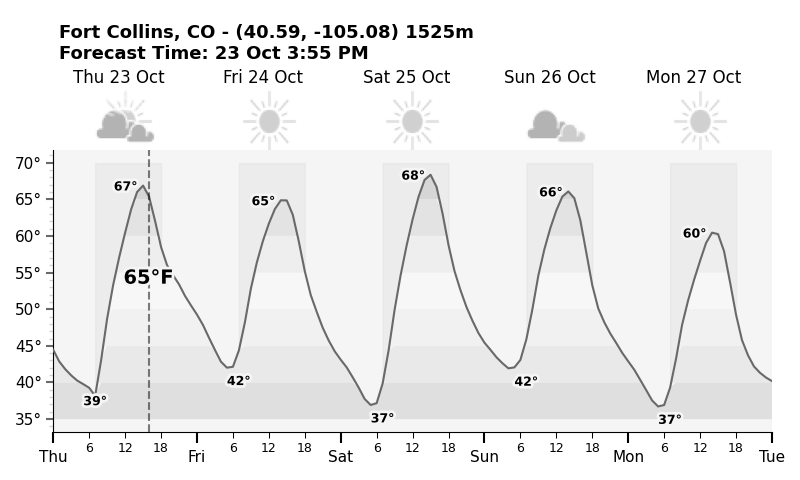 Fort Collins, CO - (40.59, -105.08) 1525m
Forecast Time: 23 Oct 3:55 PM
Thu 23 Oct Fri 24 Oct Sat 25 Oct Sun 26 Oct Mon 27 Oct
70°
65°
60°
55°
50°
45°
40°
35°
67° 65° 68° 66° 60°
65°F
39° 42° 37° 42° 37°
6 12 18 6 12 18 6 12 18 6 12 18 6 12 18
Thu Fri Sat Sun Mon Tue